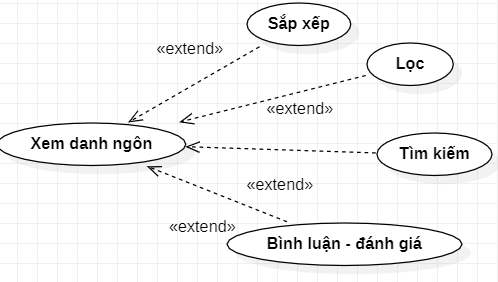 Sắp xếp
«extend»
Lọc
«extend»
Xem danh ngôn
Tìm kiếm
«extend»
«extend»
Bình luận - đánh giá